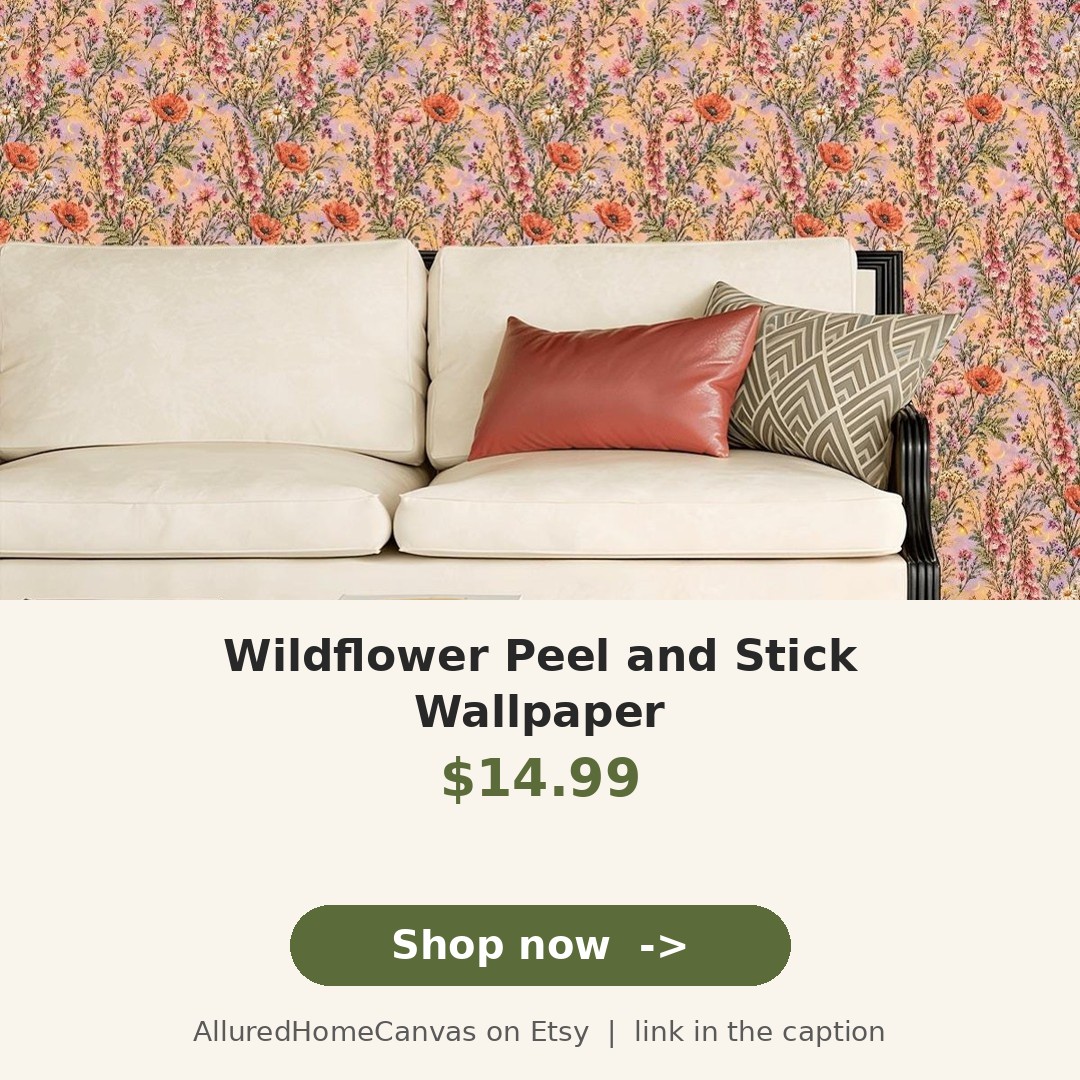 Wildflower Peel and Stick
Wallpaper
$14.99
Shop now ->
AlluredHomeCanvas on Etsy | link in the caption